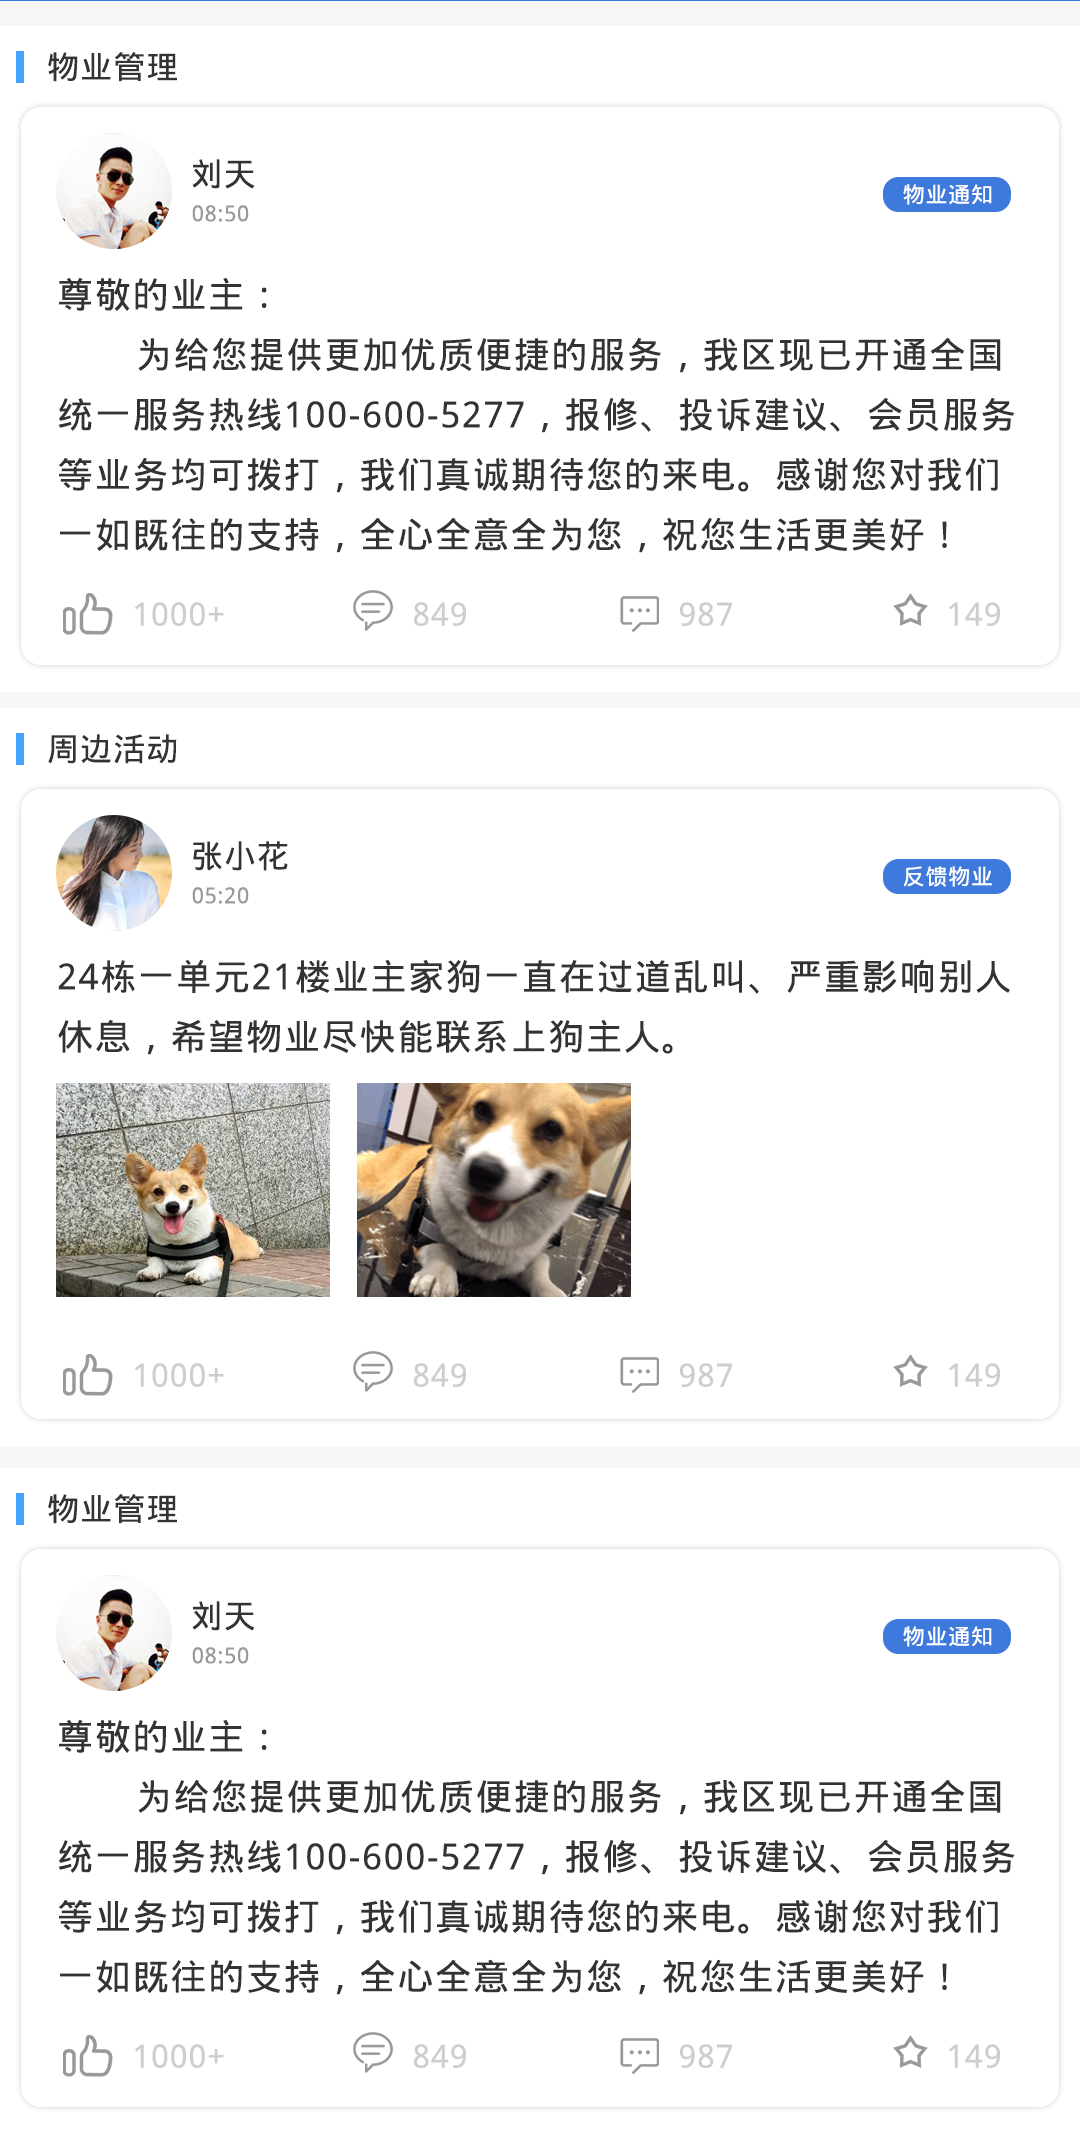 物业管理
刘天
08:50
物业通知
尊敬的业主：
为给您提供更加优质便捷的服务，我区现已开通全国
统一服务热线100-600-5277，报修、投诉建议、会员服务
等业务均可拨打，我们真诚期待您的来电。感谢您对我们
一如既往的支持，全心全意全为您，祝您生活更美好！
1000+ 849 987 149
周边活动
张小花
05:20
反馈物业
24栋一单元21楼业主家狗一直在过道乱叫、严重影响别人
休息，希望物业尽快能联系上狗主人。
1000+ 849 987 149
物业管理
刘天
08:50
物业通知
尊敬的业主：
为给您提供更加优质便捷的服务，我区现已开通全国
统一服务热线100-600-5277，报修、投诉建议、会员服务
等业务均可拨打，我们真诚期待您的来电。感谢您对我们
一如既往的支持，全心全意全为您，祝您生活更美好！
1000+ 849 987 149